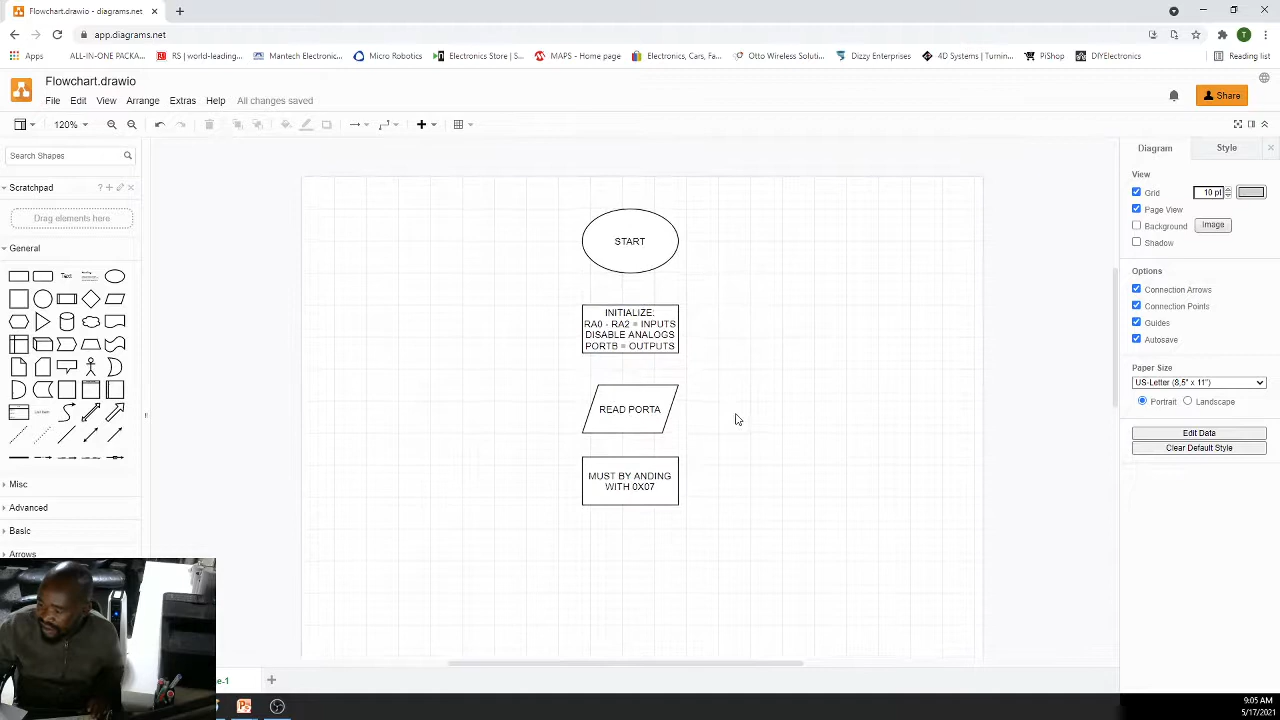 Flowchart.drawio - diagrams.net
app.diagrams.net
Apps
ALL-IN-ONE PACKA...
RS | world-leading...
Mantech Electronic...
Micro Robotics
Electronics Store | S...
MAPS - Home page
Electronics, Cars, Fa...
Otto Wireless Soluti...
Dizzy Enterprises
4D Systems | Turnin...
PiShop
DIYElectronics
Reading list
T
Flowchart.drawio
File Edit View Arrange Extras Help All changes saved
Share
120%
Search Shapes
Scratchpad
Drag elements here
General
Text
Misc
Advanced
Basic
Arrows
START
INITIALIZE:
RA0 - RA2 = INPUTS
DISABLE ANALOGS
PORTB = OUTPUTS
READ PORTA
MUST BY ANDING
WITH 0X07
Diagram Style
View
Grid 10 pt
Page View
Background Image
Shadow
Options
Connection Arrows
Connection Points
Guides
Autosave
Paper Size
US-Letter (8,5" x 11")
Portrait Landscape
Edit Data
Clear Default Style
e-1
9:05 AM
5/17/2021